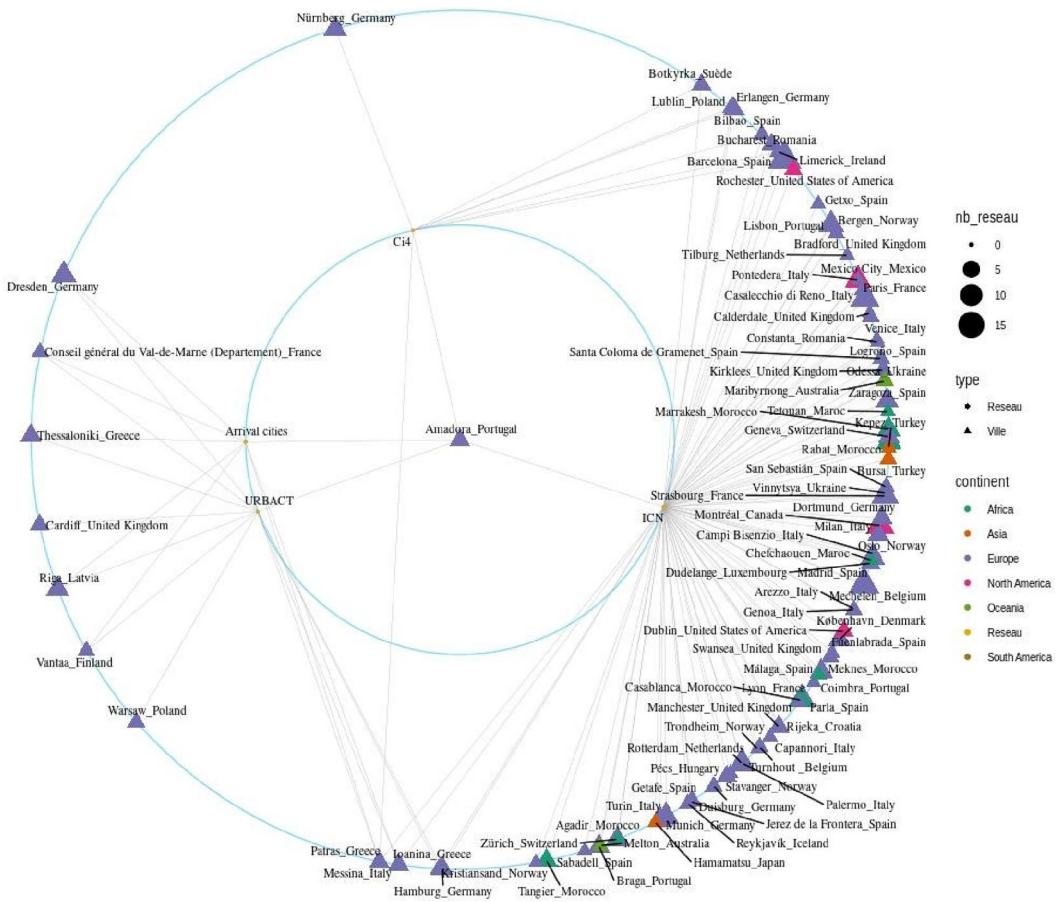 Nürnberg_Germany
Botkyrka_Suède
Lublin_Poland
Erlangen_Germany
Bilbao_Spain
Bucharest_Romania
Barcelona_Spain
Limerick_Ireland
Rochester_United States of America
Getxo_Spain
Lisbon_Portugal
Bergen_Norway
Bradford_United Kingdom
Tilburg_Netherlands
Pontedera_Italy
Mexico_City_Mexico
Casalecchio di Reno_Italy
Paris_France
Calderdale_United Kingdom
Venice_Italy
Constanta_Romania
Santa Coloma de Gramenet_Spain
Logrono_Spain
Kirklees_United Kingdom
Odessa_Ukraine
Maribyrnong_Australia
Zaragoza_Spain
Marrakesh_Morocco
Tetouan_Maroc
Kepez_Turkey
Geneva_Switzerland
Rabat_Morocco
San Sebastián_Spain
Bursa_Turkey
Vinnytsya_Ukraine
Strasbourg_France
Dortmund_Germany
Montréal_Canada
ICN
Milan_Italy
Campi Bisenzio_Italy
Oslo_Norway
Chefchaouen_Maroc
Dudelange_Luxembourg
Madrid_Spain
Arezzo_Italy
Mechelen_Belgium
Genoa_Italy
København_Denmark
Dublin_United States of America
Fuenlabrada_Spain
Swansea_United Kingdom
Málaga_Spain
Meknes_Morocco
Casablanca_Morocco
Lyon_France
Coimbra_Portugal
Manchester_United Kingdom
Parla_Spain
Trondheim_Norway
Rijeka_Croatia
Rotterdam_Netherlands
Capannori_Italy
Pécs_Hungary
Turnhout_Belgium
Getafe_Spain
Stavanger_Norway
Turin_Italy
Duisburg_Germany
Palermo_Italy
Agadir_Morocco
Munich_Germany
Jerez de la Frontera_Spain
Zürich_Switzerland
Melton_Australia
Reykjavík_Iceland
Sabadell_Spain
Hamamatsu_Japan
Braga_Portugal
Tangier_Morocco
Patras_Greece
Ioanina_Greece
Messina_Italy
Kristiansand_Norway
Hamburg_Germany
Ci4
Dresden_Germany
Conseil général du Val-de-Marne (Departement)_France
Thessaloniki_Greece
Arrival cities
Amadora_Portugal
URBACT
Cardiff_United Kingdom
Riga_Latvia
Vantaa_Finland
Warsaw_Poland
nb_reseau
0
5
10
15
type
Reseau
Ville
continent
Africa
Asia
Europe
North America
Oceania
Reseau
South America